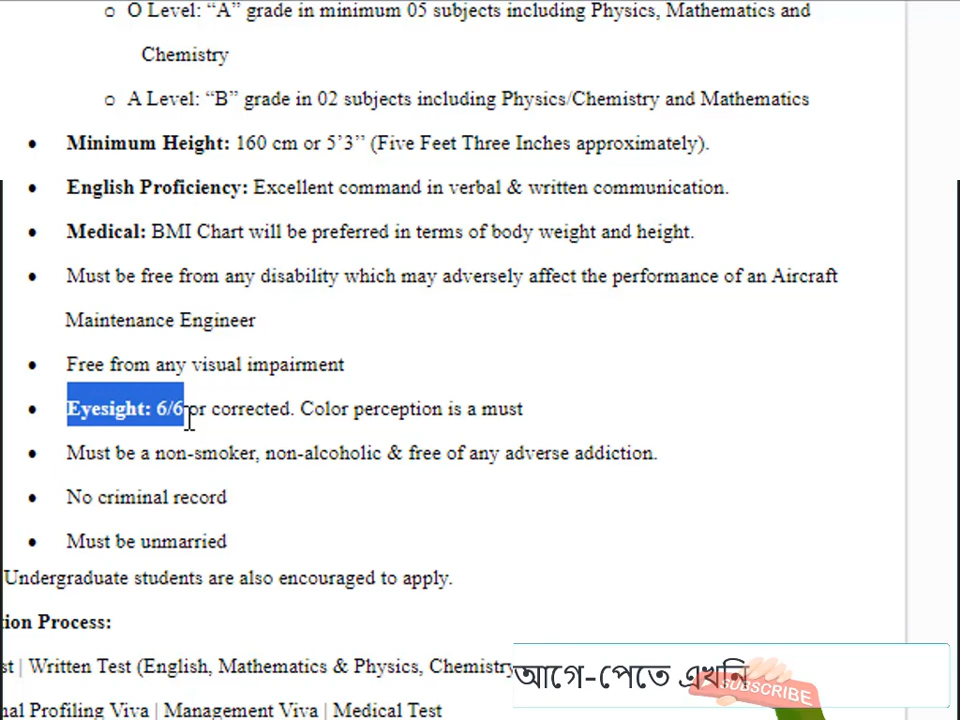 o O Level: “A” grade in minimum 05 subjects including Physics, Mathematics and
Chemistry
o A Level: “B” grade in 02 subjects including Physics/Chemistry and Mathematics
• Minimum Height: 160 cm or 5’3” (Five Feet Three Inches approximately).
• English Proficiency: Excellent command in verbal & written communication.
• Medical: BMI Chart will be preferred in terms of body weight and height.
• Must be free from any disability which may adversely affect the performance of an Aircraft
Maintenance Engineer
• Free from any visual impairment
• Eyesight: 6/6 or corrected. Color perception is a must
• Must be a non-smoker, non-alcoholic & free of any adverse addiction.
• No criminal record
• Must be unmarried
Undergraduate students are also encouraged to apply.
ion Process:
st | Written Test (English, Mathematics & Physics, Chemistry
আগে-পেতে এখনি
SUBSCRIBE
nal Profiling Viva | Management Viva | Medical Test